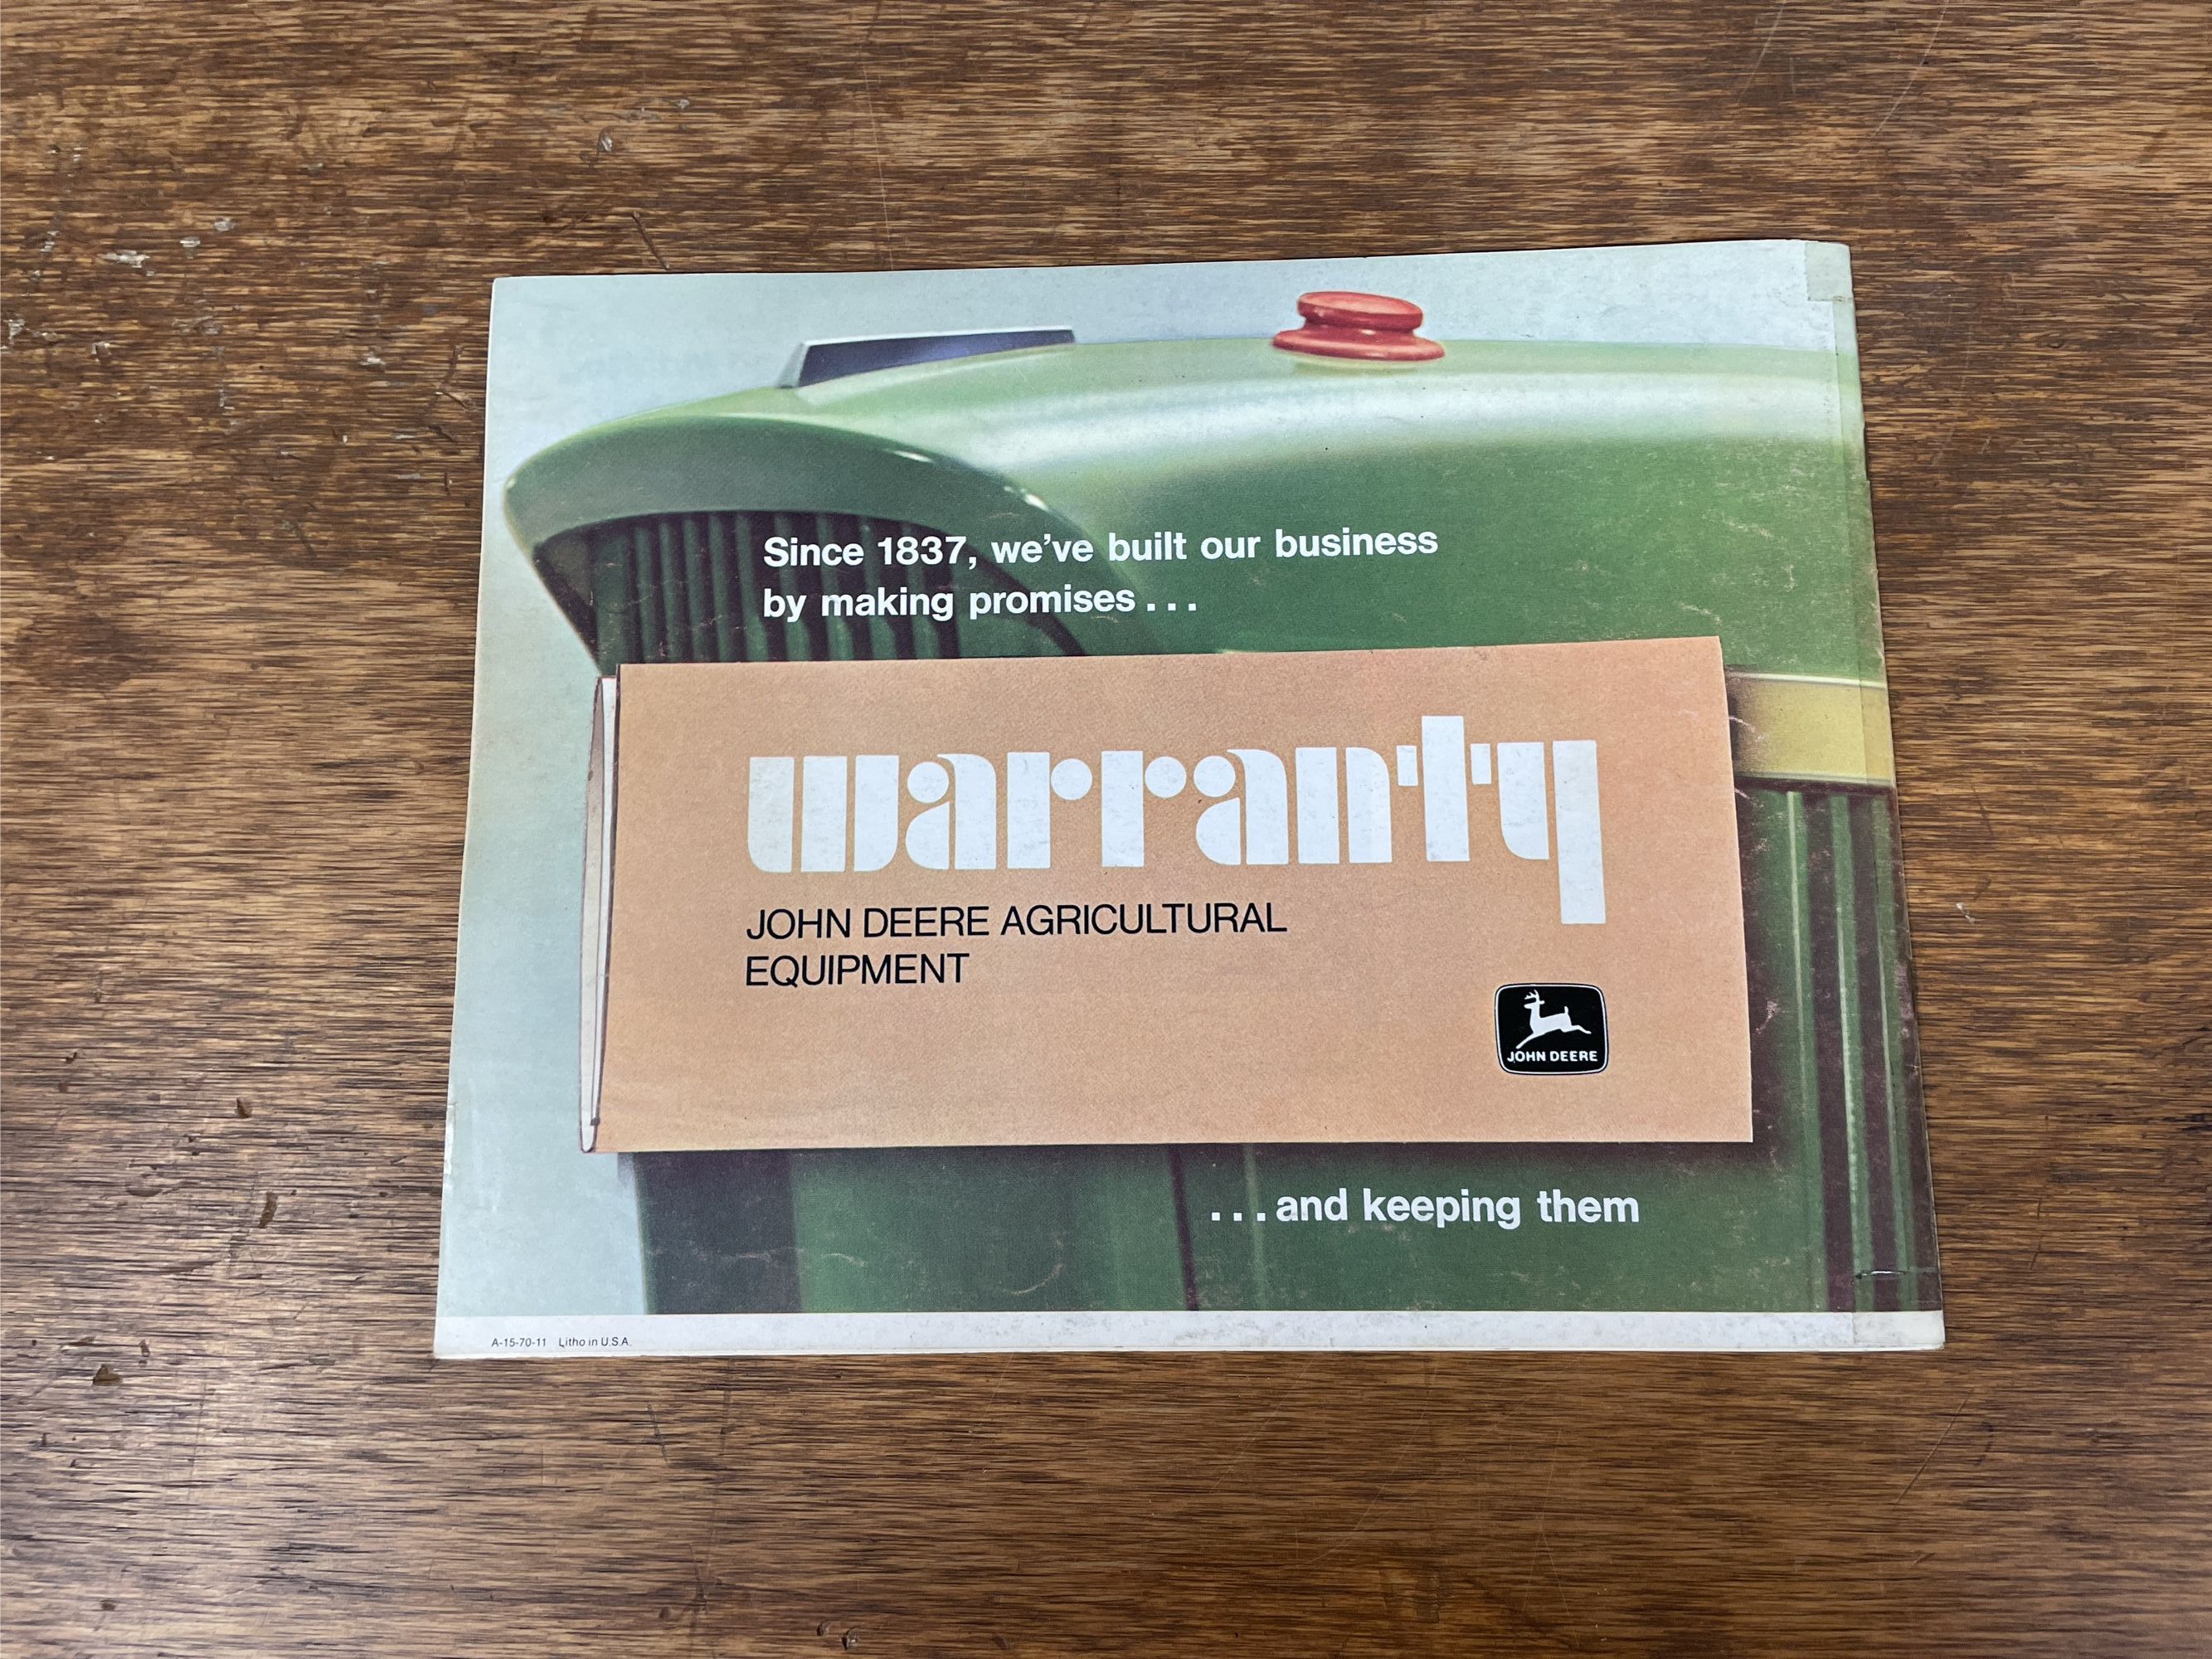 Since 1837, we've built our business
by making promises . . .
warranty
JOHN DEERE AGRICULTURAL
EQUIPMENT
JOHN DEERE
. . . and keeping them
A-15-70-11 Litho in U.S.A.